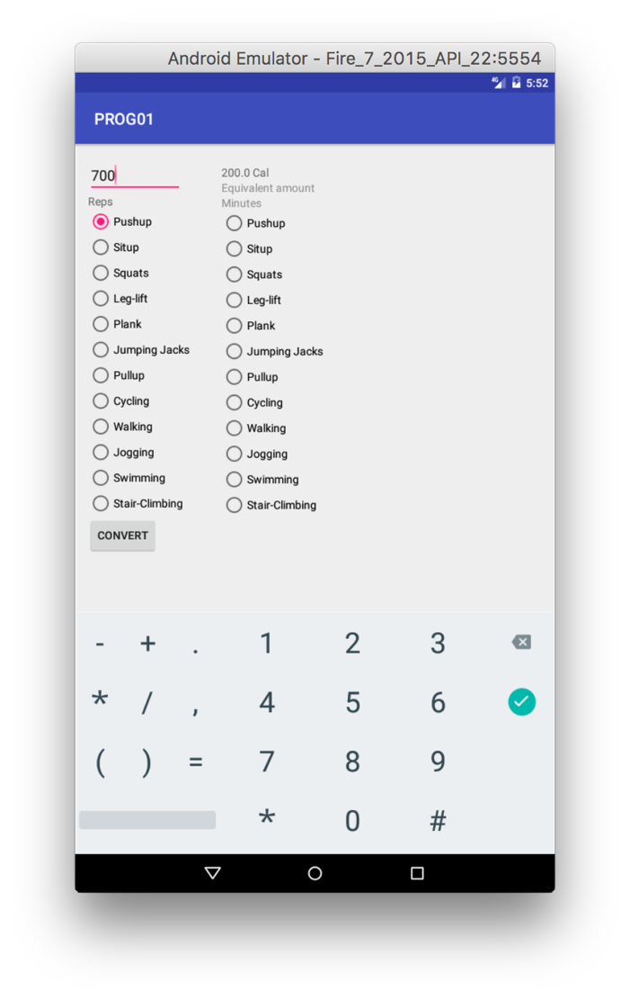 Android Emulator - Fire_7_2015_API_22:5554
4G 5:52
PROG01
700
Reps
Pushup
Situp
Squats
Leg-lift
Plank
Jumping Jacks
Pullup
Cycling
Walking
Jogging
Swimming
Stair-Climbing
CONVERT
200.0 Cal
Equivalent amount
Minutes
Pushup
Situp
Squats
Leg-lift
Plank
Jumping Jacks
Pullup
Cycling
Walking
Jogging
Swimming
Stair-Climbing
- + . 1 2 3
* / , 4 5 6
( ) = 7 8 9
* 0 #